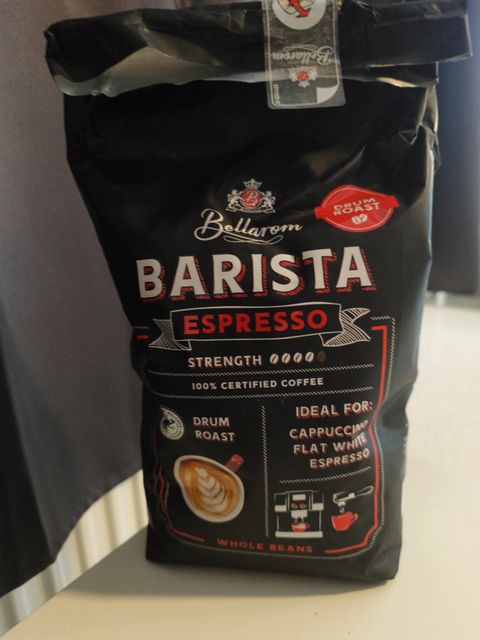 Bellarom
DRUM
ROAST
Bellarom
BARISTA
ESPRESSO
STRENGTH
100% CERTIFIED COFFEE
DRUM
ROAST
IDEAL FOR:
CAPPUCCINO
FLAT WHITE
ESPRESSO
WHOLE BEANS